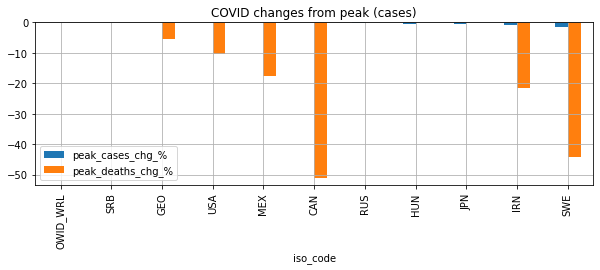 COVID changes from peak (cases)
0
−10
−20
−30
−40
−50
peak_cases_chg_%
peak_deaths_chg_%
OWID_WRL
SRB
GEO
USA
MEX
CAN
RUS
HUN
JPN
IRN
SWE
iso_code